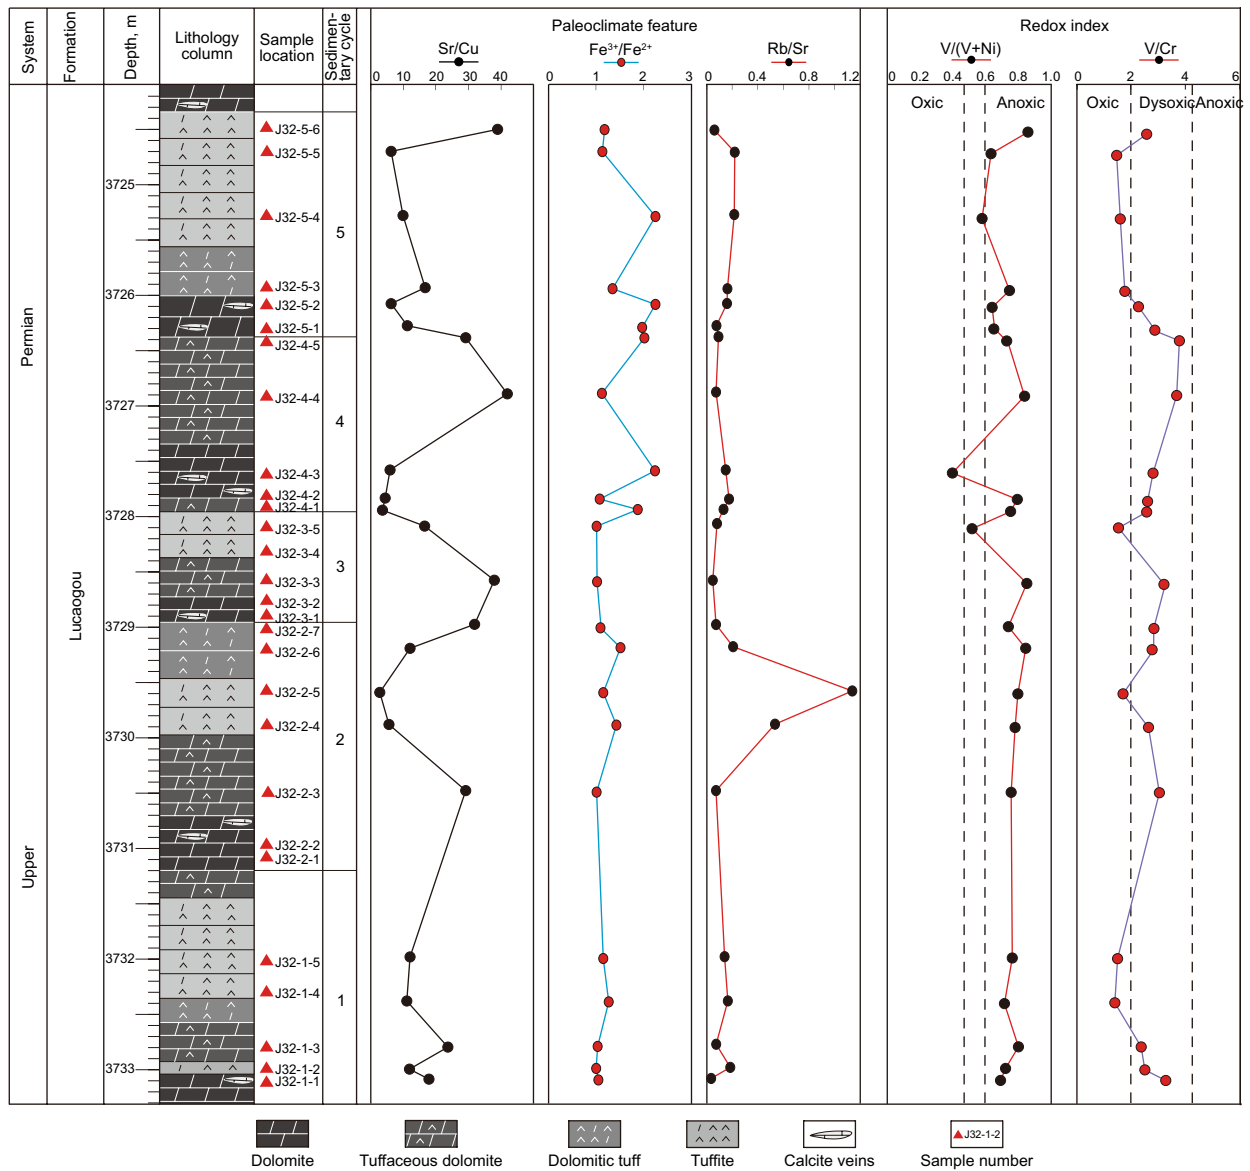 System
Formation
Depth, m
Lithology
column
Sample
location
Sedimen-
tary cycle
Paleoclimate feature
Redox index
Sr/Cu
Fe³⁺/Fe²⁺
Rb/Sr
V/(V+Ni)
V/Cr
0 10 20 30 40
0 1 2 3
0 0.4 0.8 1.2
0 0.2 0.4 0.6 0.8 1.0
0 2 4 6
Oxic Anoxic
Oxic Dysoxic Anoxic
Permian
Upper
Lucaogou
3725
3726
3727
3728
3729
3730
3731
3732
3733
J32-5-6
J32-5-5
J32-5-4
J32-5-3
J32-5-2
J32-5-1
J32-4-5
J32-4-4
J32-4-3
J32-4-2
J32-4-1
J32-3-5
J32-3-4
J32-3-3
J32-3-2
J32-3-1
J32-2-7
J32-2-6
J32-2-5
J32-2-4
J32-2-3
J32-2-2
J32-2-1
J32-1-5
J32-1-4
J32-1-3
J32-1-2
J32-1-1
5
4
3
2
1
J32-1-2
Dolomite
Tuffaceous dolomite
Dolomitic tuff
Tuffite
Calcite veins
Sample number